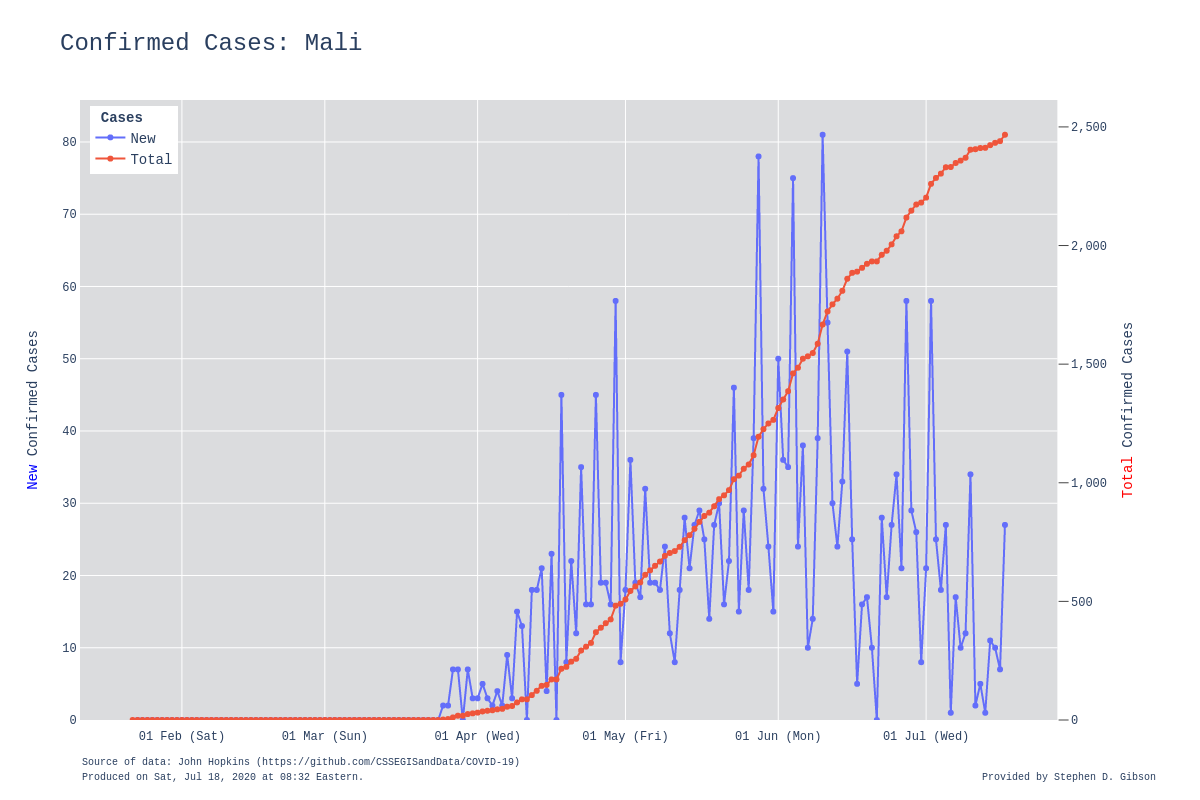 Confirmed Cases: Mali
Cases
New
Total
80
70
60
50
40
30
20
10
0
2,500
2,000
1,500
1,000
500
0
New Confirmed Cases
Total Confirmed Cases
01 Feb (Sat)
01 Mar (Sun)
01 Apr (Wed)
01 May (Fri)
01 Jun (Mon)
01 Jul (Wed)
Source of data: John Hopkins (https://github.com/CSSEGISandData/COVID-19)
Produced on Sat, Jul 18, 2020 at 08:32 Eastern.
Provided by Stephen D. Gibson